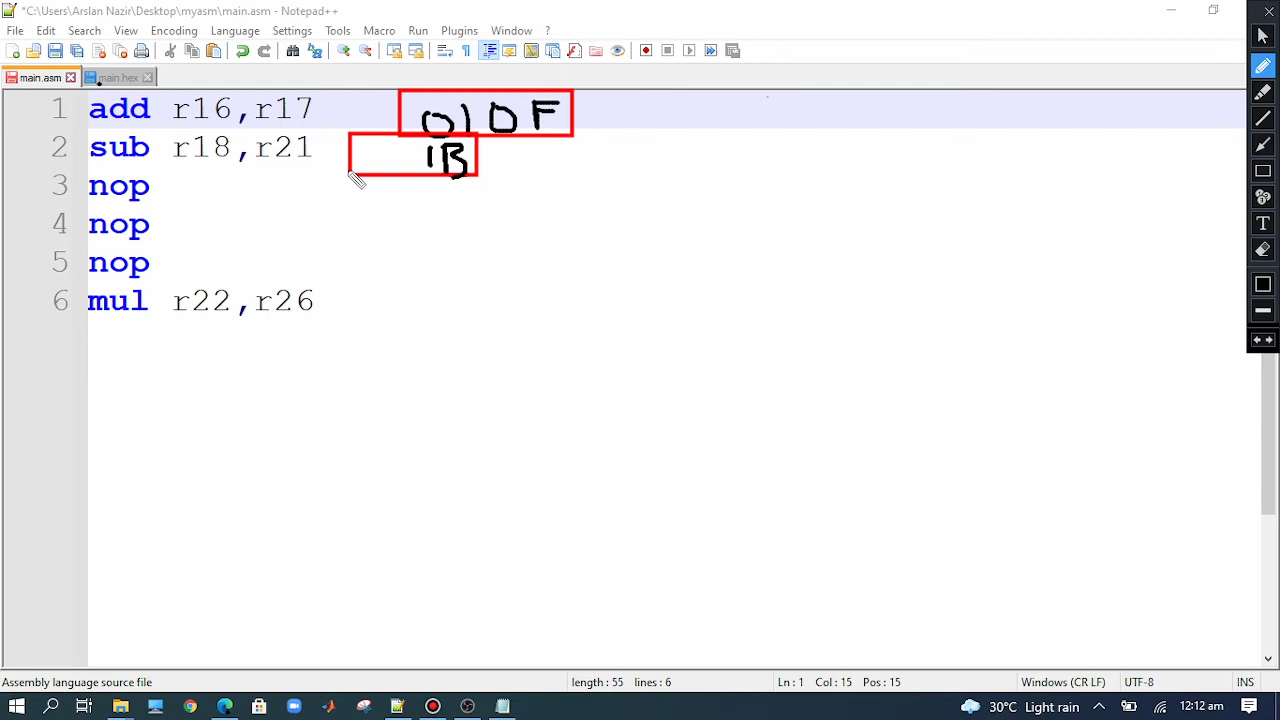 *C:\Users\Arslan Nazir\Desktop\myasm\main.asm - Notepad++
File Edit Search View Encoding Language Settings Tools Macro Run Plugins Window ?
main.asm main.hex
1 add r16,r17 010F
2 sub r18,r21 1B
3 nop
4 nop
5 nop
6 mul r22,r26
Assembly language source file length : 55 lines : 6 Ln : 1 Col : 15 Pos : 15 Windows (CR LF) UTF-8 INS
30°C Light rain 12:12 am